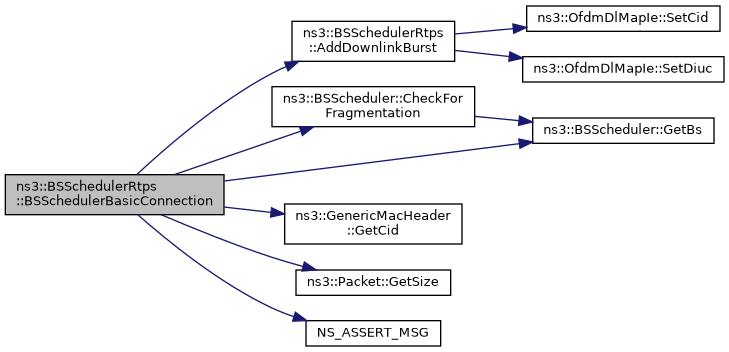 ns3::BSSchedulerRtps
::BSSchedulerBasicConnection
ns3::BSSchedulerRtps
::AddDownlinkBurst
ns3::OfdmDlMapIe::SetCid
ns3::OfdmDlMapIe::SetDiuc
ns3::BSScheduler::CheckFor
Fragmentation
ns3::BSScheduler::GetBs
ns3::GenericMacHeader
::GetCid
ns3::Packet::GetSize
NS_ASSERT_MSG